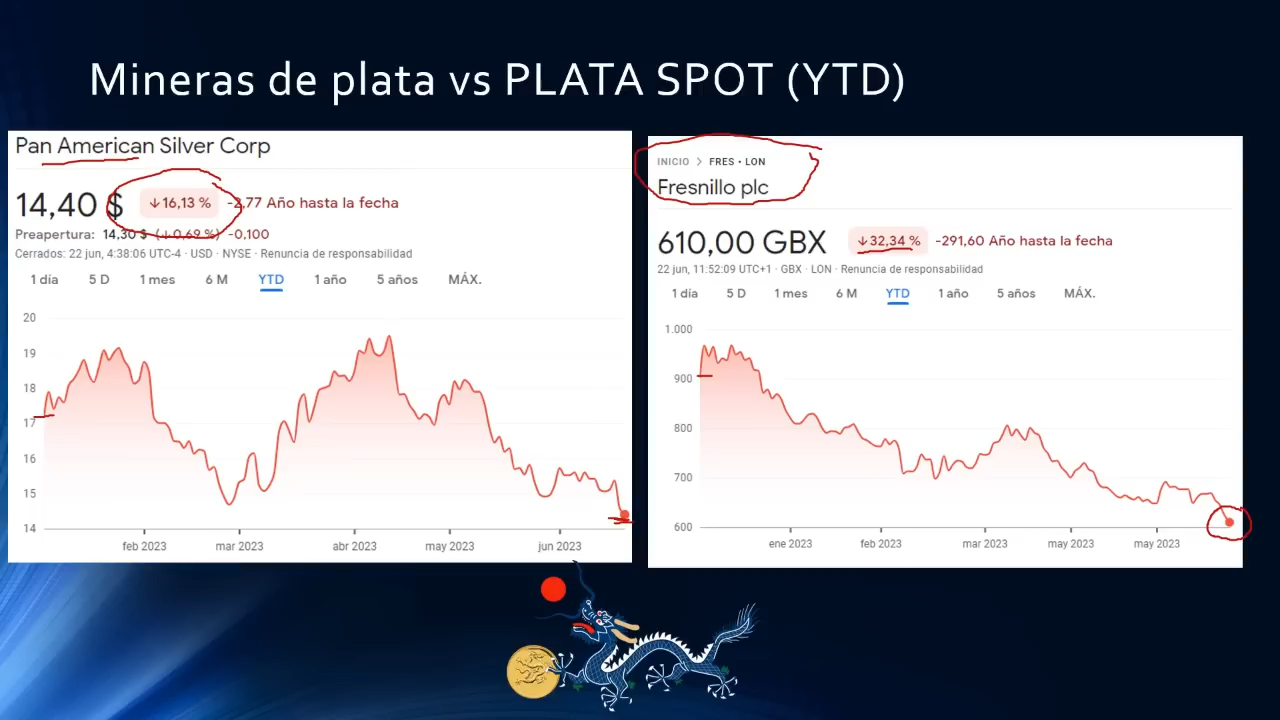 Mineras de plata vs PLATA SPOT (YTD)
Pan American Silver Corp
14,40 $ ↓16,13 % -2,77 Año hasta la fecha
Preapertura: 14,30 $ (↓0,69 %) -0,100
Cerrados: 22 jun, 4:38:06 UTC-4 · USD · NYSE · Renuncia de responsabilidad
1 día 5 D 1 mes 6 M YTD 1 año 5 años MÁX.
20
19
18
17
16
15
14
feb 2023 mar 2023 abr 2023 may 2023 jun 2023
INICIO > FRES • LON
Fresnillo plc
610,00 GBX ↓32,34 % -291,60 Año hasta la fecha
22 jun, 11:52:09 UTC+1 · GBX · LON · Renuncia de responsabilidad
1 día 5 D 1 mes 6 M YTD 1 año 5 años MÁX.
1.000
900
800
700
600
ene 2023 feb 2023 mar 2023 may 2023 may 2023